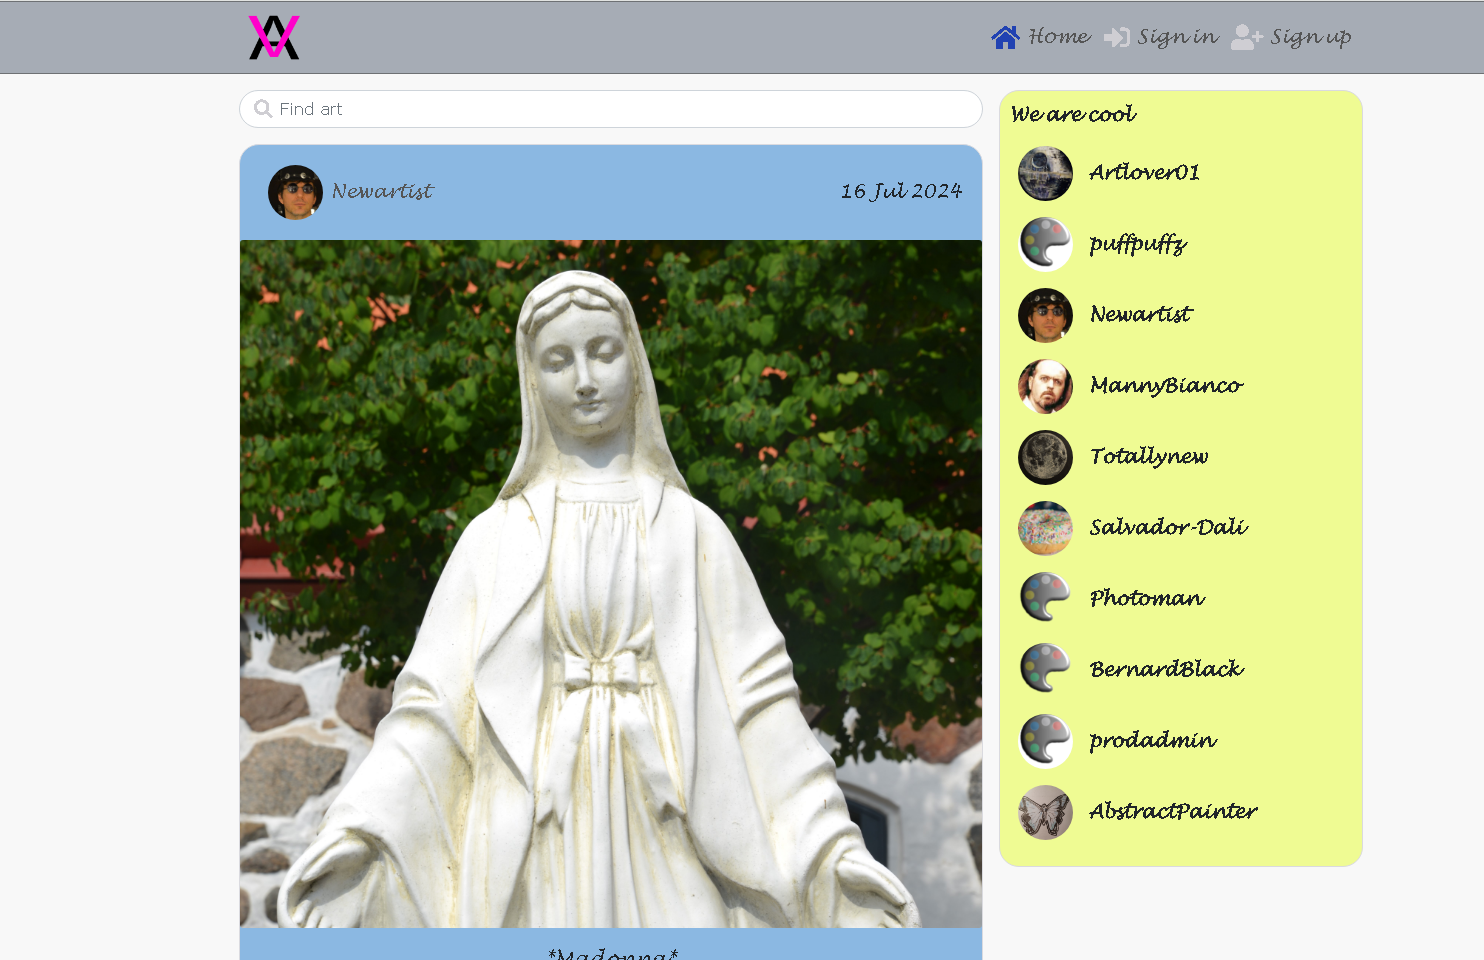 Home Sign in Sign up
Find art
Newartist 16 Jul 2024
*Madonna*
We are cool
Artlover01
puffpuffz
Newartist
MannyBianco
Totallynew
Salvador-Dali
Photoman
BernardBlack
prodadmin
AbstractPainter